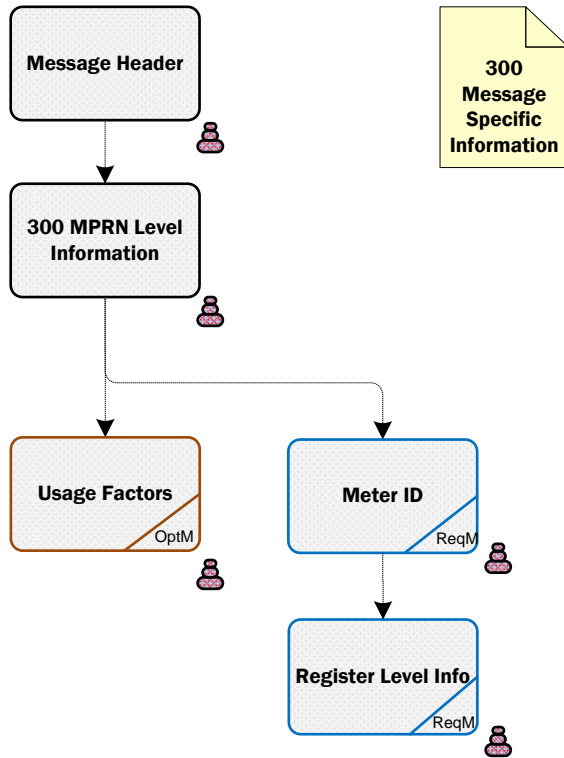 Message Header
300
Message
Specific
Information
300 MPRN Level
Information
Usage Factors
OptM
Meter ID
ReqM
Register Level Info
ReqM